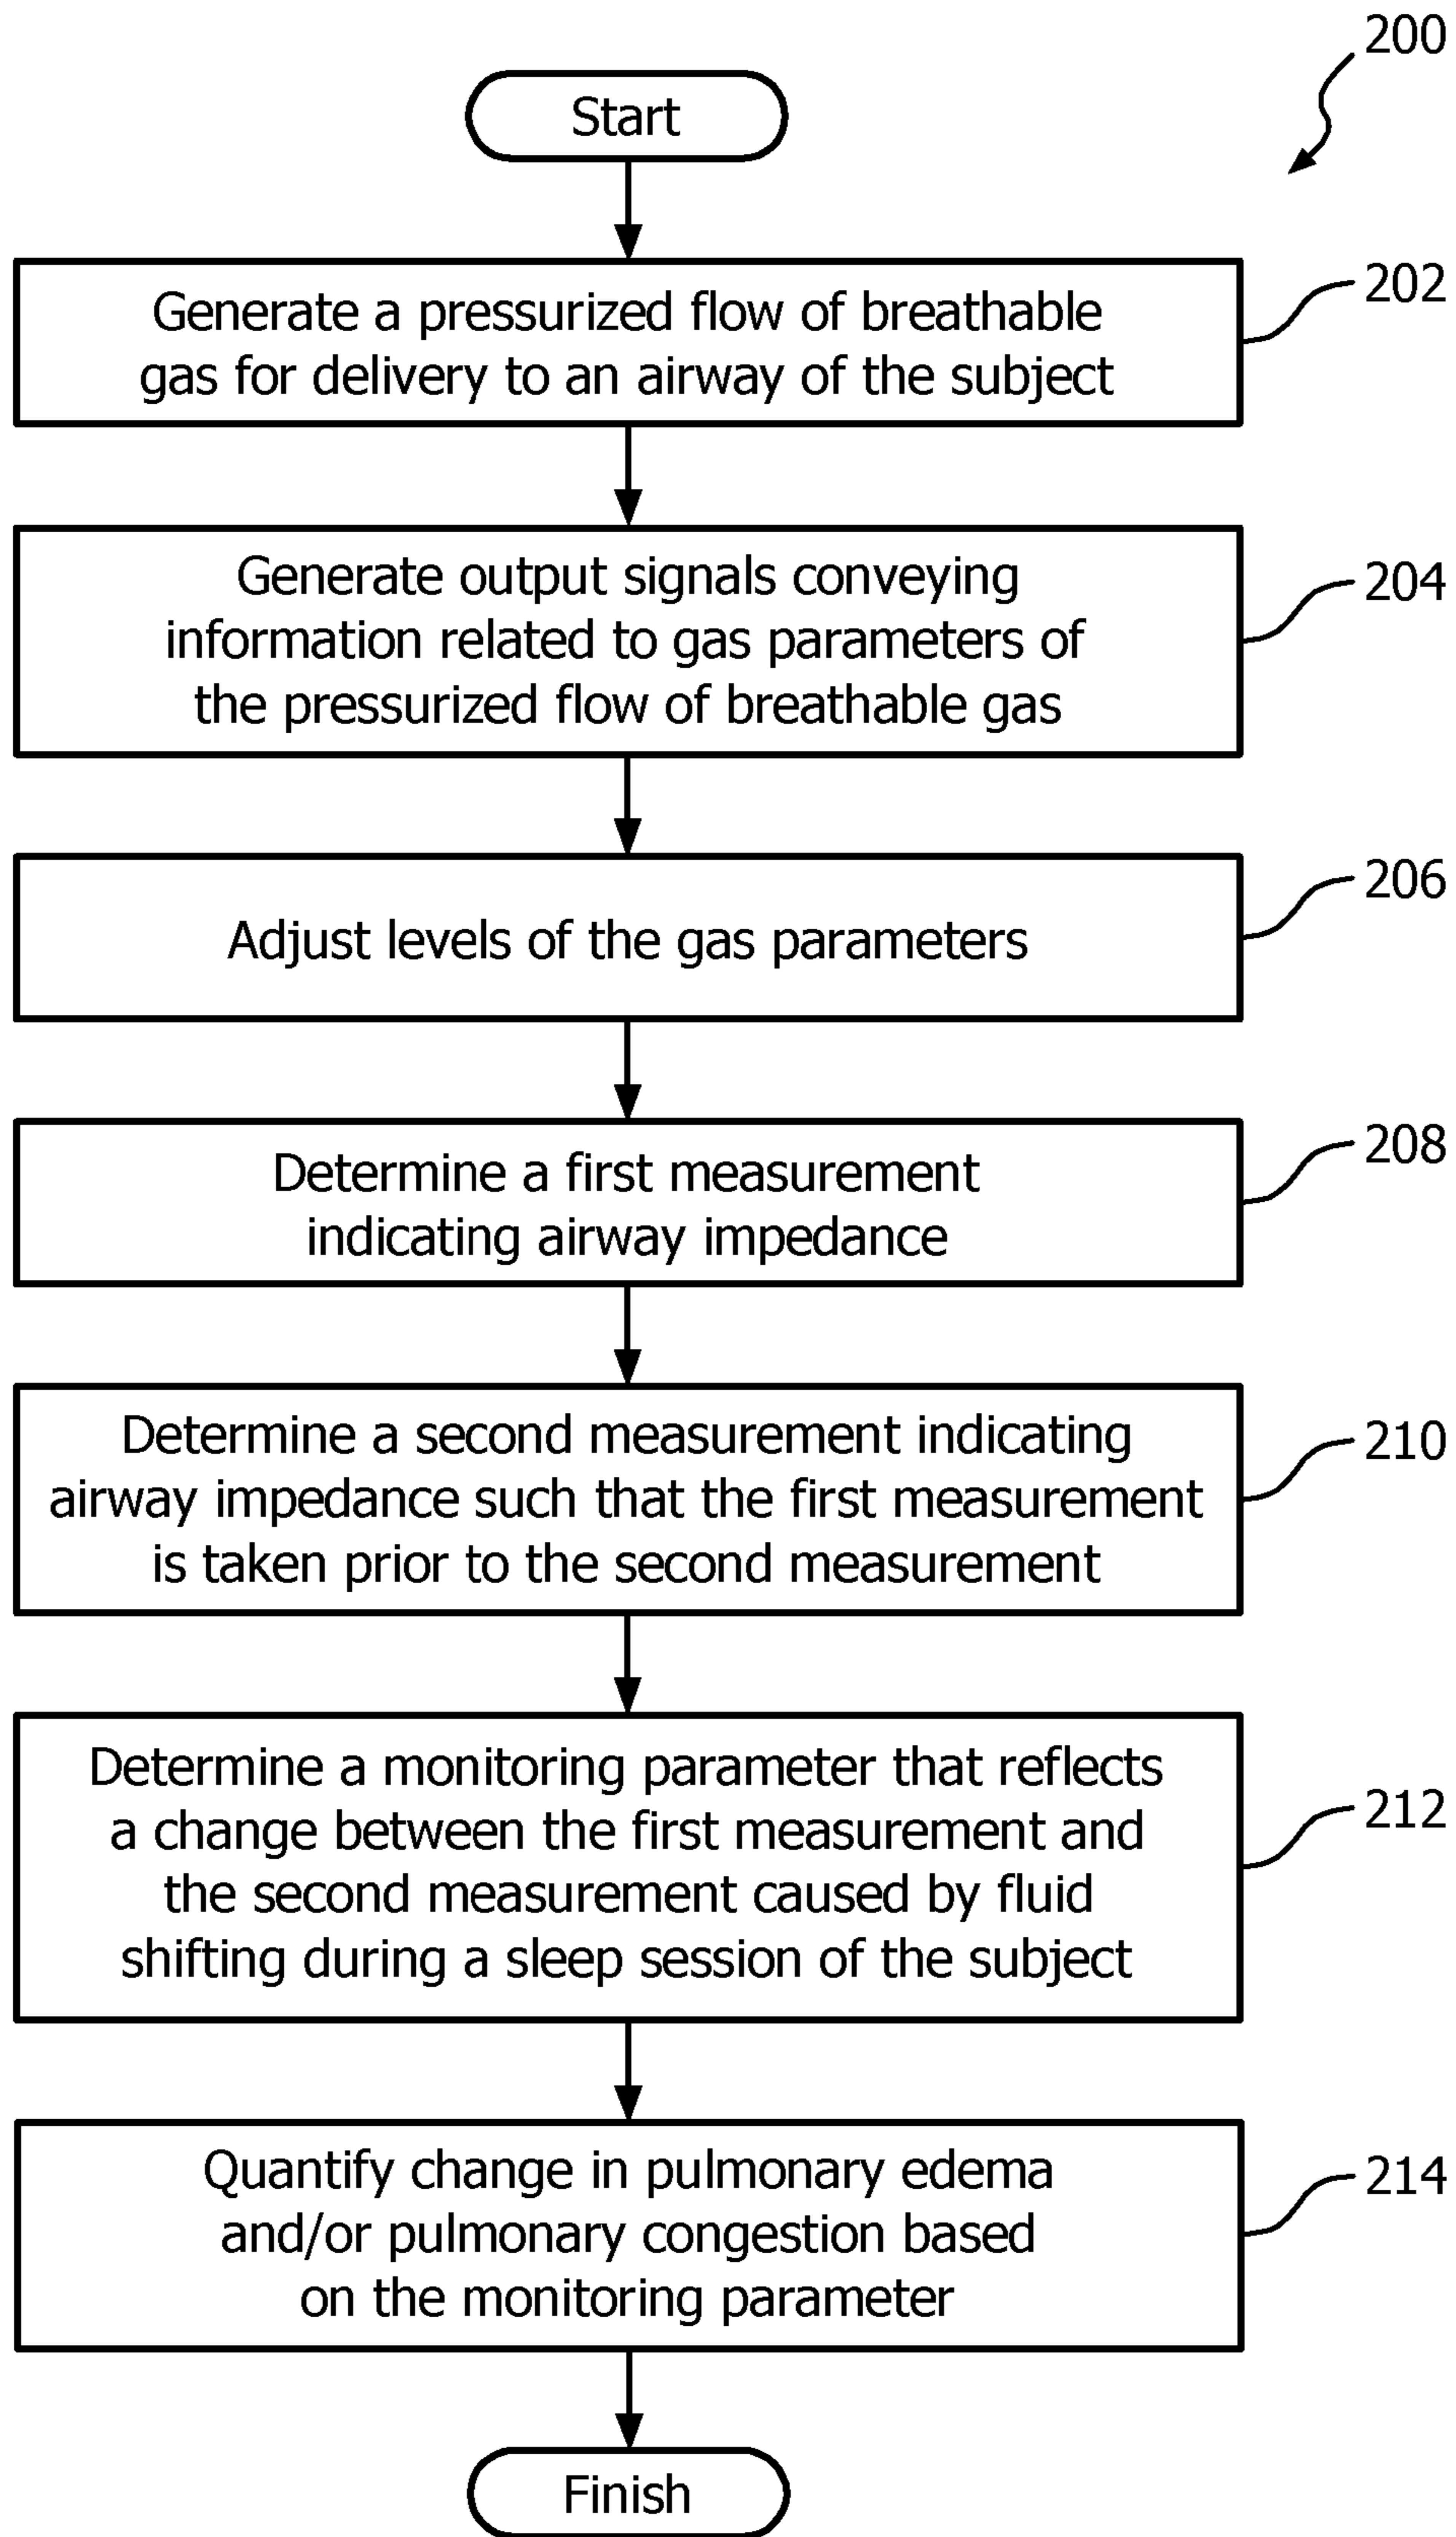 200
Start
Generate a pressurized flow of breathable
gas for delivery to an airway of the subject
202
Generate output signals conveying
information related to gas parameters of
the pressurized flow of breathable gas
204
Adjust levels of the gas parameters
206
Determine a first measurement
indicating airway impedance
208
Determine a second measurement indicating
airway impedance such that the first measurement
is taken prior to the second measurement
210
Determine a monitoring parameter that reflects
a change between the first measurement and
the second measurement caused by fluid
shifting during a sleep session of the subject
212
Quantify change in pulmonary edema
and/or pulmonary congestion based
on the monitoring parameter
214
Finish